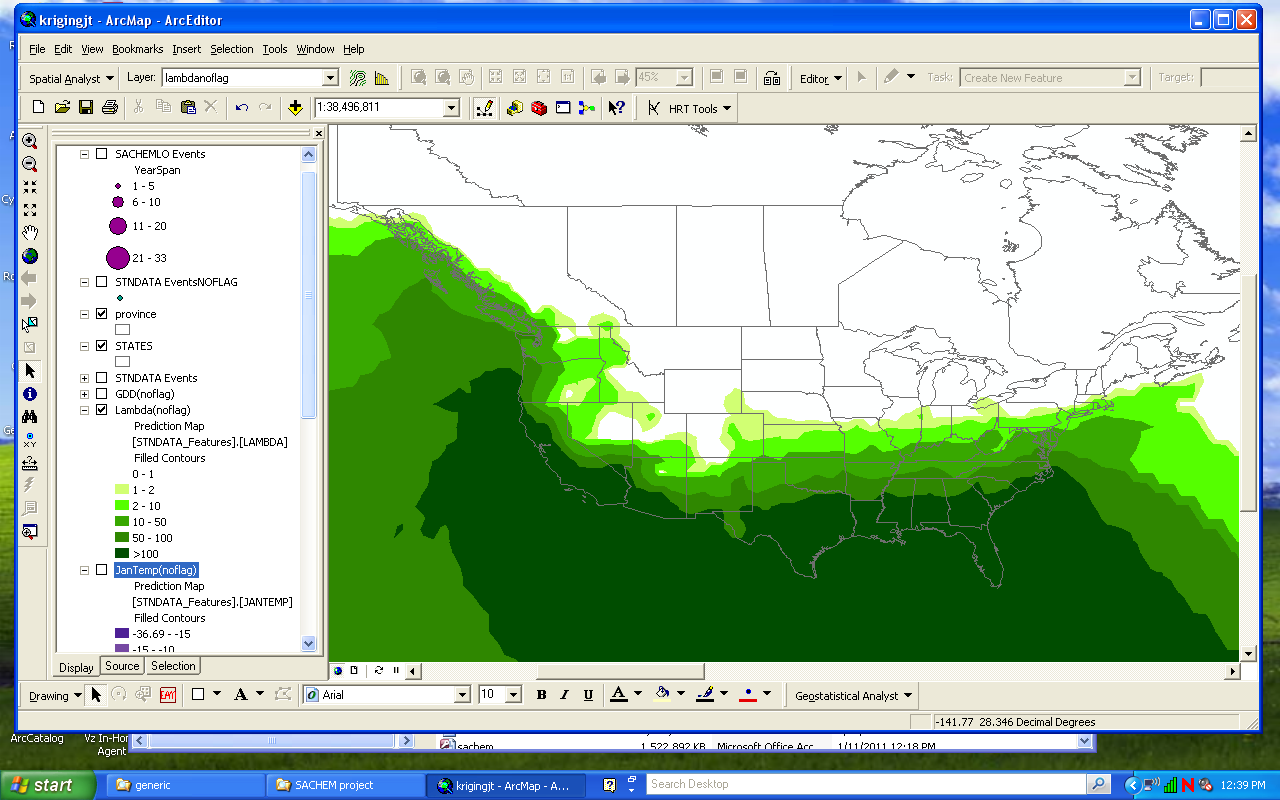 krigingjt - ArcMap - ArcEditor
File Edit View Bookmarks Insert Selection Tools Window Help
Spatial Analyst Layer: lambdanoflag 45% Editor Task: Create New Feature Target:
1:38,496,811 HRT Tools
SACHEMLO Events
YearSpan
1 - 5
6 - 10
11 - 20
21 - 33
STNDATA EventsNOFLAG
province
STATES
STNDATA Events
GDD(noflag)
Lambda(noflag)
Prediction Map
[STNDATA_Features].[LAMBDA]
Filled Contours
0 - 1
1 - 2
2 - 10
10 - 50
50 - 100
>100
JanTemp(noflag)
Prediction Map
[STNDATA_Features].[JANTEMP]
Filled Contours
-36.69 - -15
-15 - -10
Display Source Selection
Drawing A Arial 10 B I U A Geostatistical Analyst
-141.77 28.346 Decimal Degrees
ArcCatalog Vz In-Hom
Agent
sachem 1,522,892 KB Microsoft Office Acc... 1/11/2011 12:18 PM
start generic SACHEM project krigingjt - ArcMap - A... Search Desktop 12:39 PM